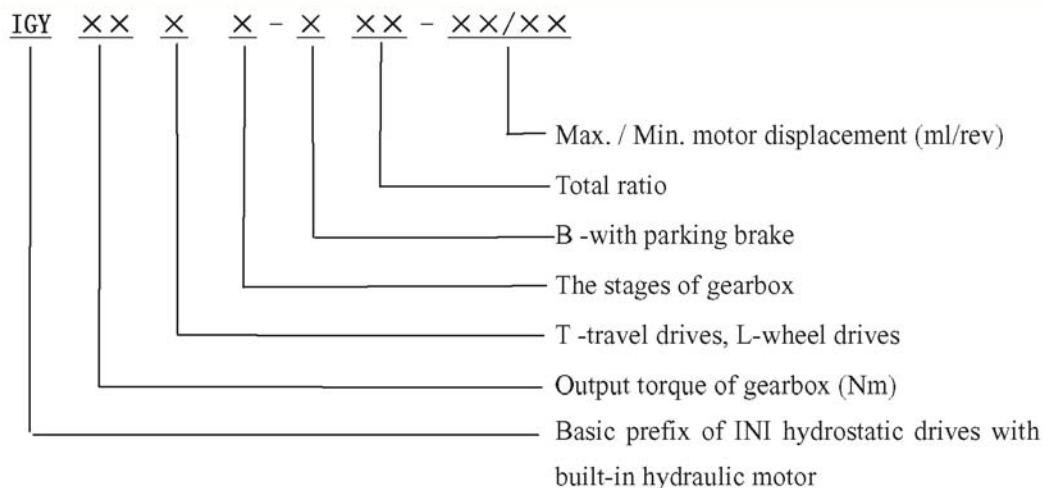 IGY ×× × × - × ×× - ××/××
Max. / Min. motor displacement (ml/rev)
Total ratio
B -with parking brake
The stages of gearbox
T -travel drives, L-wheel drives
Output torque of gearbox (Nm)
Basic prefix of INI hydrostatic drives with
built-in hydraulic motor